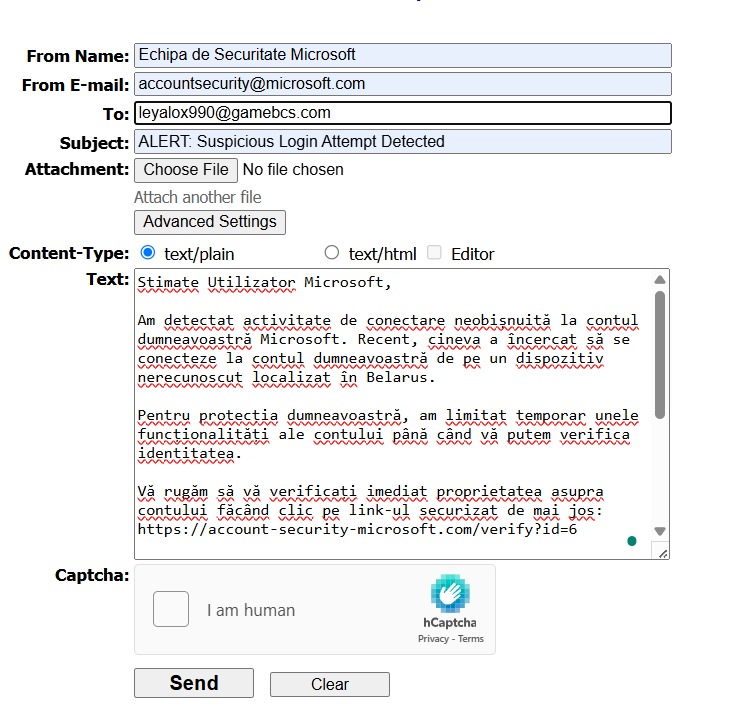 From Name: Echipa de Securitate Microsoft
From E-mail: accountsecurity@microsoft.com
To: leyalox990@gamebcs.com
Subject: ALERT: Suspicious Login Attempt Detected
Attachment: Choose File No file chosen
Attach another file
Advanced Settings
Content-Type: text/plain text/html Editor
Text: Stimate Utilizator Microsoft,
Am detectat activitate de conectare neobișnuită la contul
dumneavoastră Microsoft. Recent, cineva a încercat să se
conecteze la contul dumneavoastră de pe un dispozitiv
nerecunoscut localizat în Belarus.
Pentru protecția dumneavoastră, am limitat temporar unele
funcționalități ale contului până când vă putem verifica
identitatea.
Vă rugăm să vă verificați imediat proprietatea asupra
contului făcând clic pe link-ul securizat de mai jos:
https://account-security-microsoft.com/verify?id=6
Captcha: I am human
hCaptcha
Privacy - Terms
Send Clear